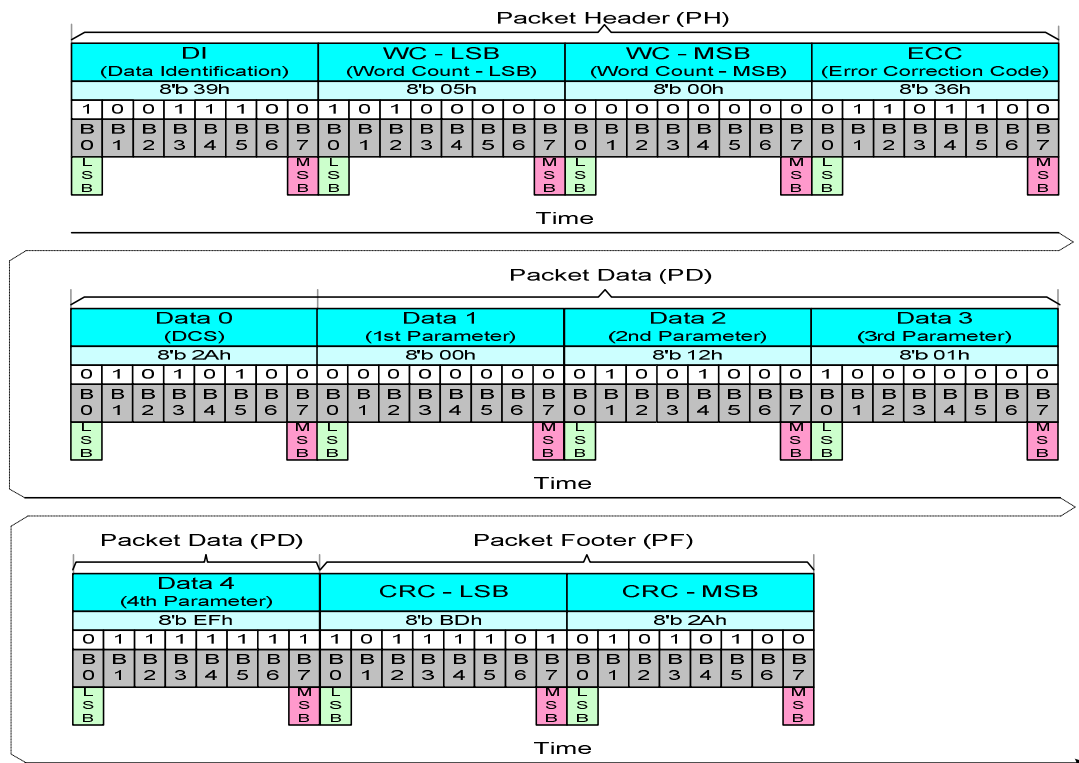 Packet Header (PH)
DI WC - LSB WC - MSB ECC
(Data Identification) (Word Count - LSB) (Word Count - MSB) (Error Correction Code)
8'b 39h 8'b 05h 8'b 00h 8'b 36h
1 0 0 1 1 1 0 0 1 0 1 0 0 0 0 0 0 0 0 0 0 0 0 0 0 1 1 0 1 1 0 0
B0 B1 B2 B3 B4 B5 B6 B7 B0 B1 B2 B3 B4 B5 B6 B7 B0 B1 B2 B3 B4 B5 B6 B7 B0 B1 B2 B3 B4 B5 B6 B7
LSB MSB LSB MSB LSB MSB LSB MSB
Time
Packet Data (PD)
Data 0 Data 1 Data 2 Data 3
(DCS) (1st Parameter) (2nd Parameter) (3rd Parameter)
8'b 2Ah 8'b 00h 8'b 12h 8'b 01h
0 1 0 1 0 1 0 0 0 0 0 0 0 0 0 0 0 1 0 0 1 0 0 0 1 0 0 0 0 0 0 0
B0 B1 B2 B3 B4 B5 B6 B7 B0 B1 B2 B3 B4 B5 B6 B7 B0 B1 B2 B3 B4 B5 B6 B7 B0 B1 B2 B3 B4 B5 B6 B7
LSB MSB LSB MSB LSB MSB LSB MSB
Time
Packet Data (PD) Packet Footer (PF)
Data 4 CRC - LSB CRC - MSB
(4th Parameter)
8'b EFh 8'b BDh 8'b 2Ah
0 1 1 1 1 1 1 1 1 0 1 1 1 1 0 1 0 1 0 1 0 1 0 0
B0 B1 B2 B3 B4 B5 B6 B7 B0 B1 B2 B3 B4 B5 B6 B7 B0 B1 B2 B3 B4 B5 B6 B7
LSB MSB LSB MSB LSB MSB
Time